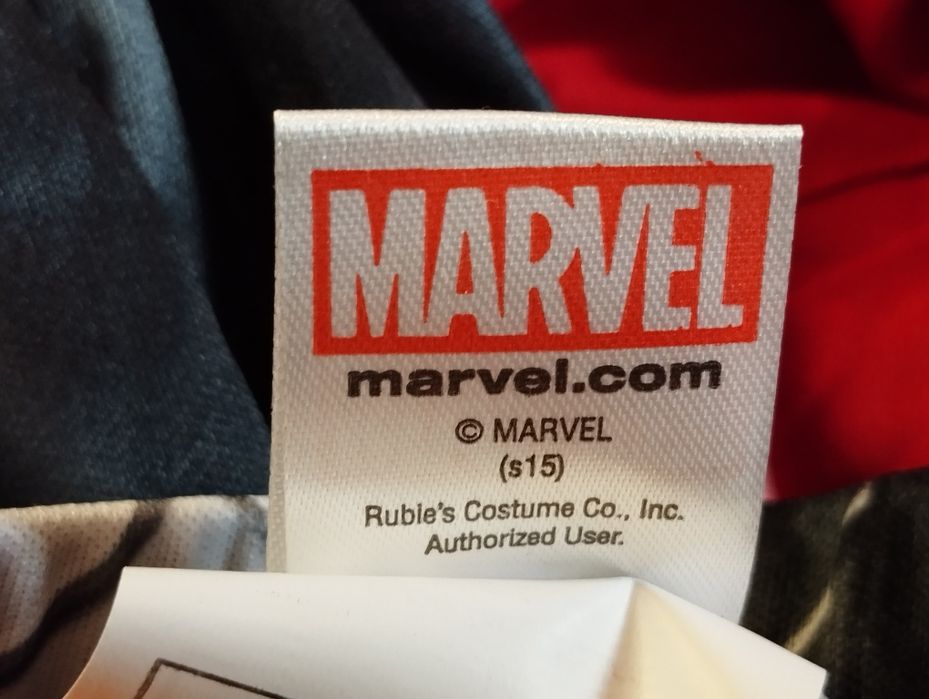 MARVEL
marvel.com
© MARVEL
(s15)
Rubie's Costume Co., Inc.
Authorized User.